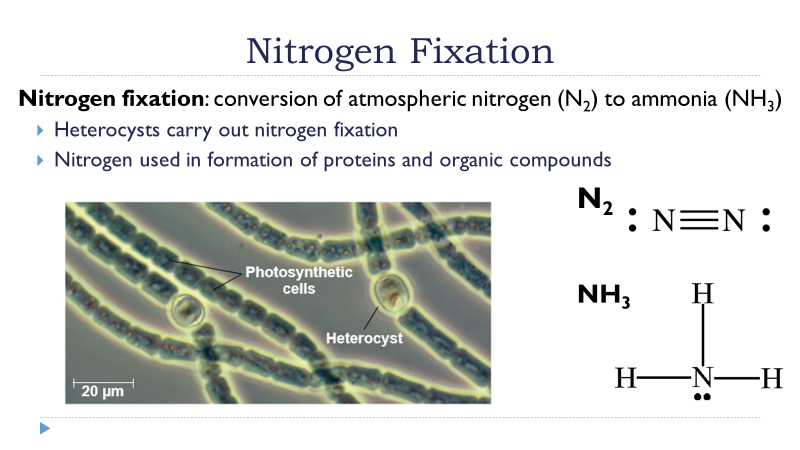 Nitrogen Fixation
Nitrogen fixation: conversion of atmospheric nitrogen (N₂) to ammonia (NH₃)
Heterocysts carry out nitrogen fixation
Nitrogen used in formation of proteins and organic compounds
Photosynthetic
cells
Heterocyst
20 µm
N₂
:N≡N:
NH₃
H
H—N—H